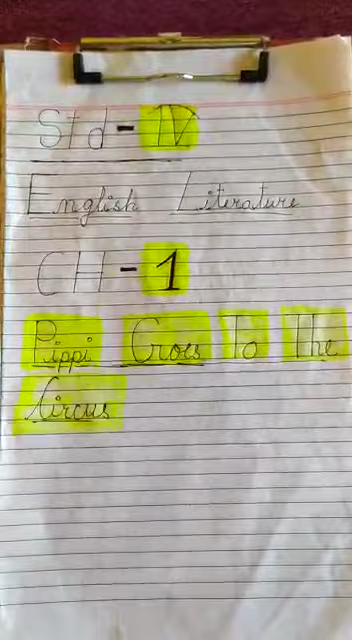 Std - IV
English Literature
CH - 1
Pippi Goes To The
Circus